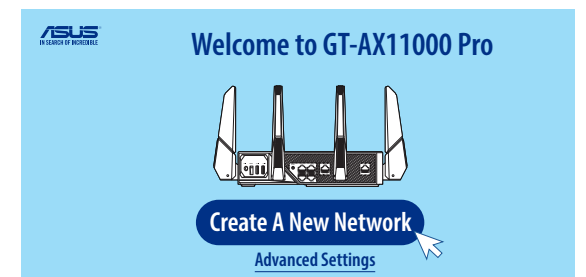 ASUS
IN SEARCH OF INCREDIBLE
Welcome to GT-AX11000 Pro
Create A New Network
Advanced Settings